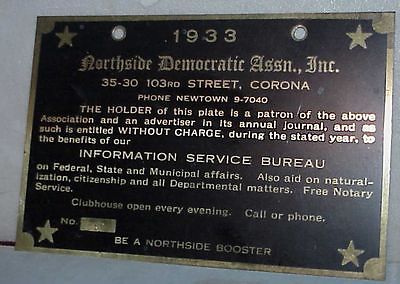 1933
Northside Democratic Assn., Inc.
35-30 103RD STREET, CORONA
PHONE NEWTOWN 9-7040
THE HOLDER of this plate is a patron of the above
Association and an advertiser in its annual journal, and as
such is entitled WITHOUT CHARGE, during the stated year, to
the benefits of our
INFORMATION SERVICE BUREAU
on Federal, State and Municipal affairs. Also aid on natural-
ization, citizenship and all Departmental matters. Free Notary
Service.
Clubhouse open every evening. Call or phone,
No.
BE A NORTHSIDE BOOSTER